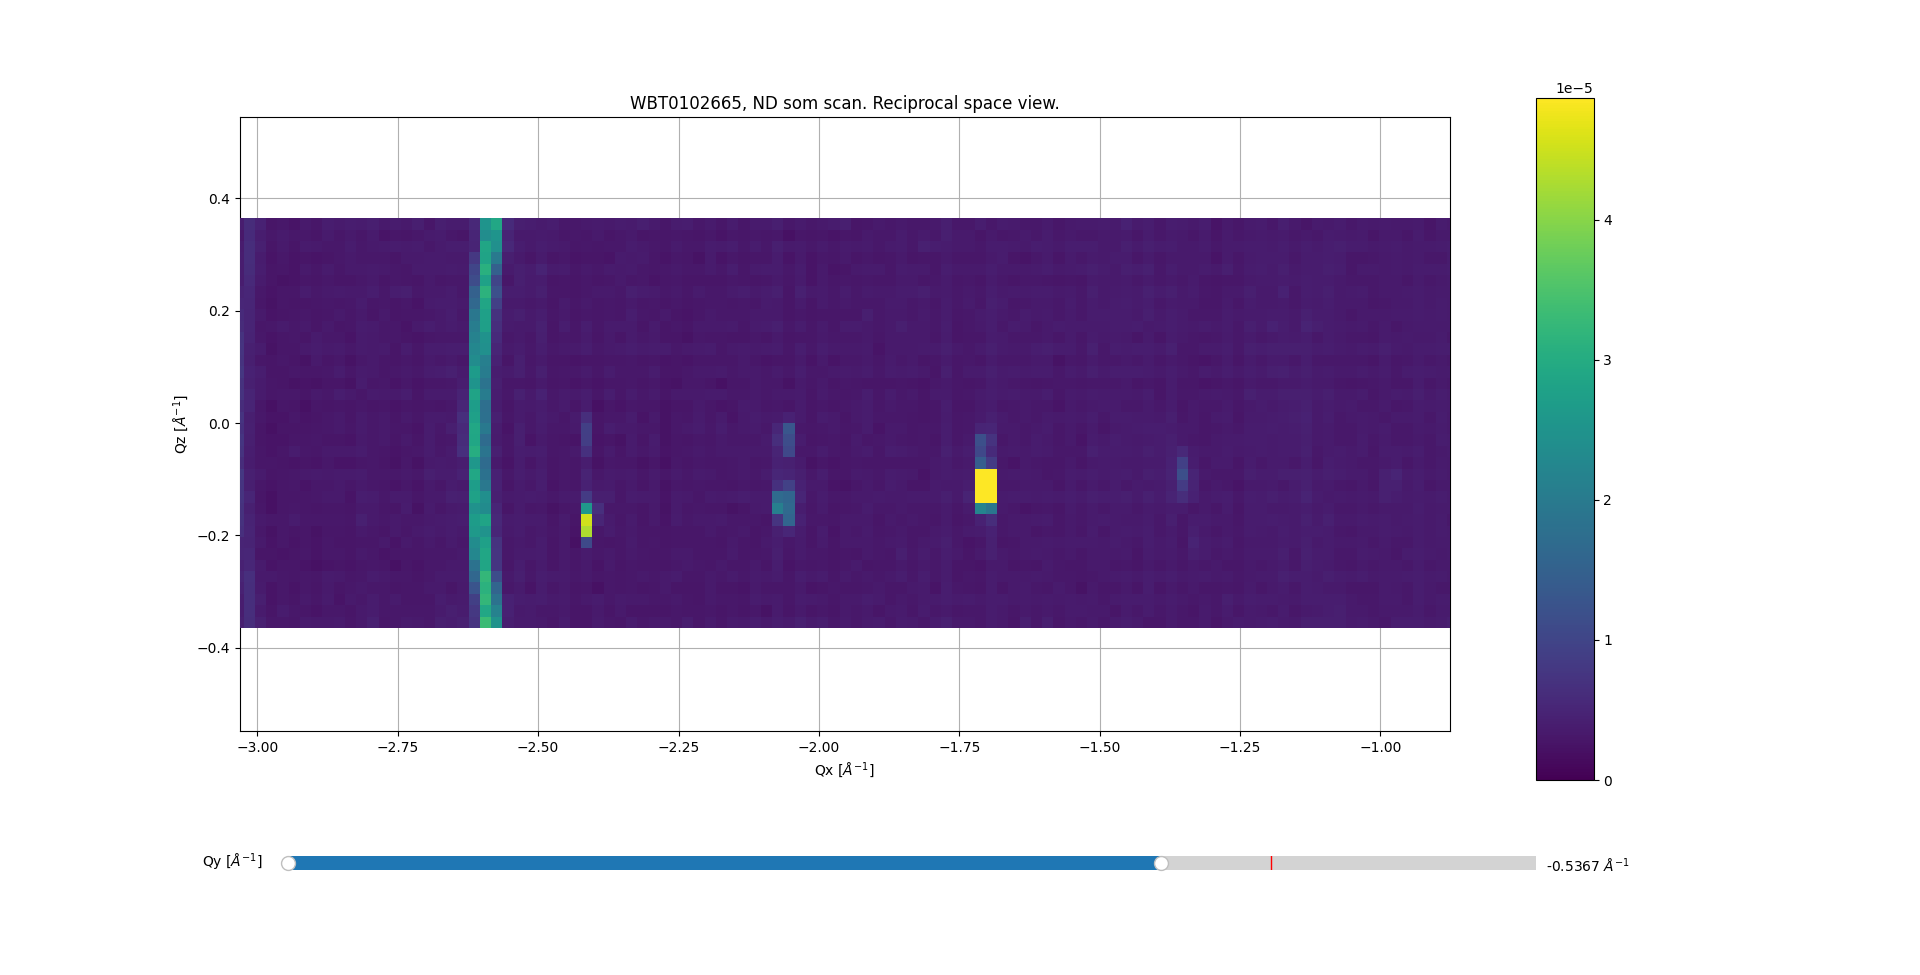 1e−5
WBT0102665, ND som scan. Reciprocal space view.
0.4
0.2
0.0
−0.2
−0.4
Qz [Å⁻¹]
−3.00 −2.75 −2.50 −2.25 −2.00 −1.75 −1.50 −1.25 −1.00
Qx [Å⁻¹]
4
3
2
1
0
Qy [Å⁻¹] -0.5367 Å⁻¹